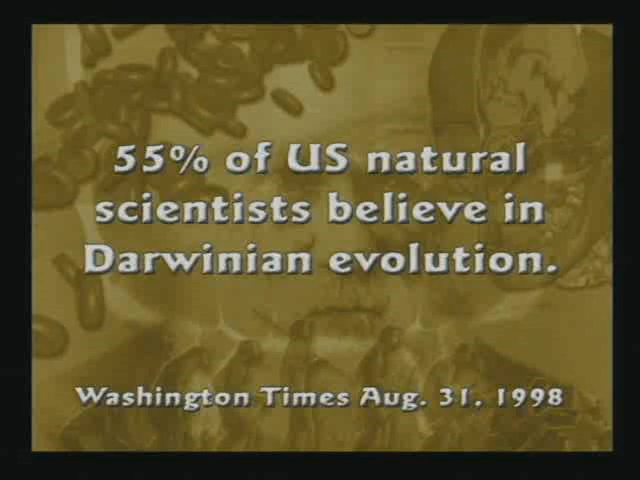 55% of US natural
scientists believe in
Darwinian evolution.
Washington Times Aug. 31, 1998